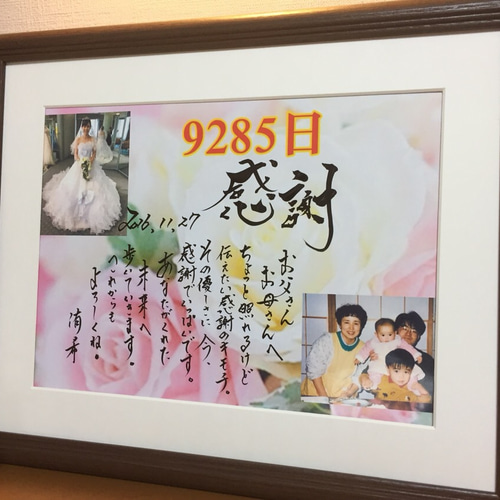 9285日
感謝
2016.11.27
お父さん
お母さんへ
ちょっと照れるけど
伝えたい感謝のキモチ。
その優しさに今、
感謝でいっぱいです。
あなたがくれた
未来へ
歩いていきます。
これからも
よろしくね。